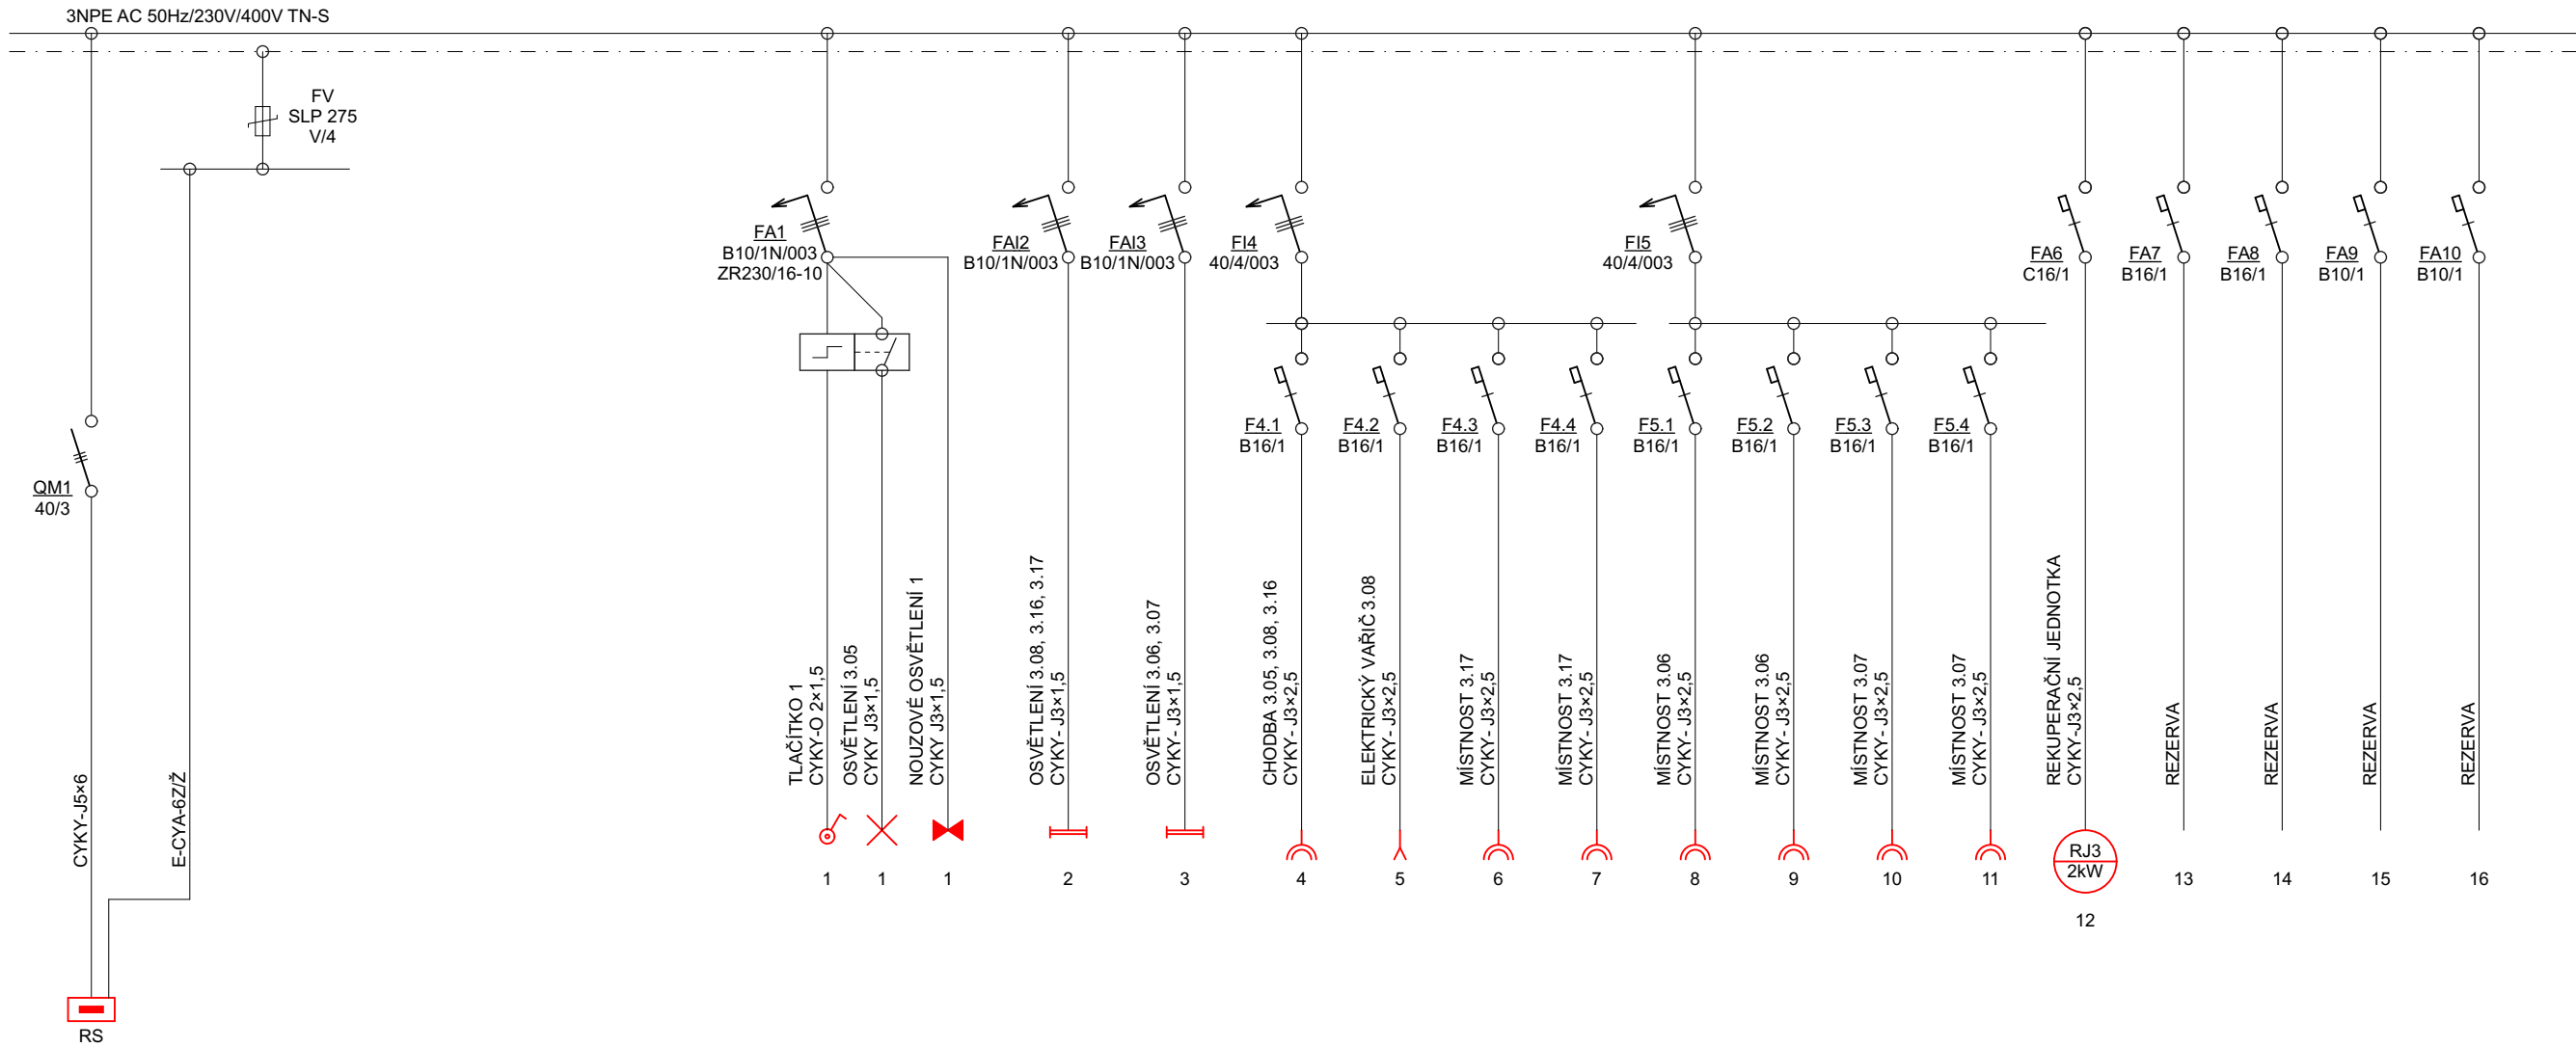 3NPE AC 50Hz/230V/400V TN-S
FV
SLP 275
V/4
FA1
B10/1N/003
ZR230/16-10
FAI2
B10/1N/003
FAI3
B10/1N/003
FI4
40/4/003
FI5
40/4/003
FA6
C16/1
FA7
B16/1
FA8
B16/1
FA9
B10/1
FA10
B10/1
F4.1
B16/1
F4.2
B16/1
F4.3
B16/1
F4.4
B16/1
F5.1
B16/1
F5.2
B16/1
F5.3
B16/1
F5.4
B16/1
QM1
40/3
CYKY-J5×6
E-CYA-6Z/Ž
TLAČÍTKO 1
CYKY-O 2×1,5
OSVĚTLENÍ 3.05
CYKY J3×1,5
NOUZOVÉ OSVĚTLENÍ 1
CYKY J3×1,5
OSVĚTLENÍ 3.08, 3.16, 3.17
CYKY- J3×1,5
OSVĚTLENÍ 3.06, 3.07
CYKY- J3×1,5
CHODBA 3.05, 3.08, 3.16
CYKY- J3×2,5
ELEKTRICKÝ VAŘIČ 3.08
CYKY- J3×2,5
MÍSTNOST 3.17
CYKY- J3×2,5
MÍSTNOST 3.17
CYKY- J3×2,5
MÍSTNOST 3.06
CYKY- J3×2,5
MÍSTNOST 3.06
CYKY- J3×2,5
MÍSTNOST 3.07
CYKY- J3×2,5
MÍSTNOST 3.07
CYKY- J3×2,5
REKUPERAČNÍ JEDNOTKA
CYKY-J3×2,5
REZERVA
REZERVA
REZERVA
REZERVA
RJ3
2kW
1
1
1
2
3
4
5
6
7
8
9
10
11
12
13
14
15
16
RS